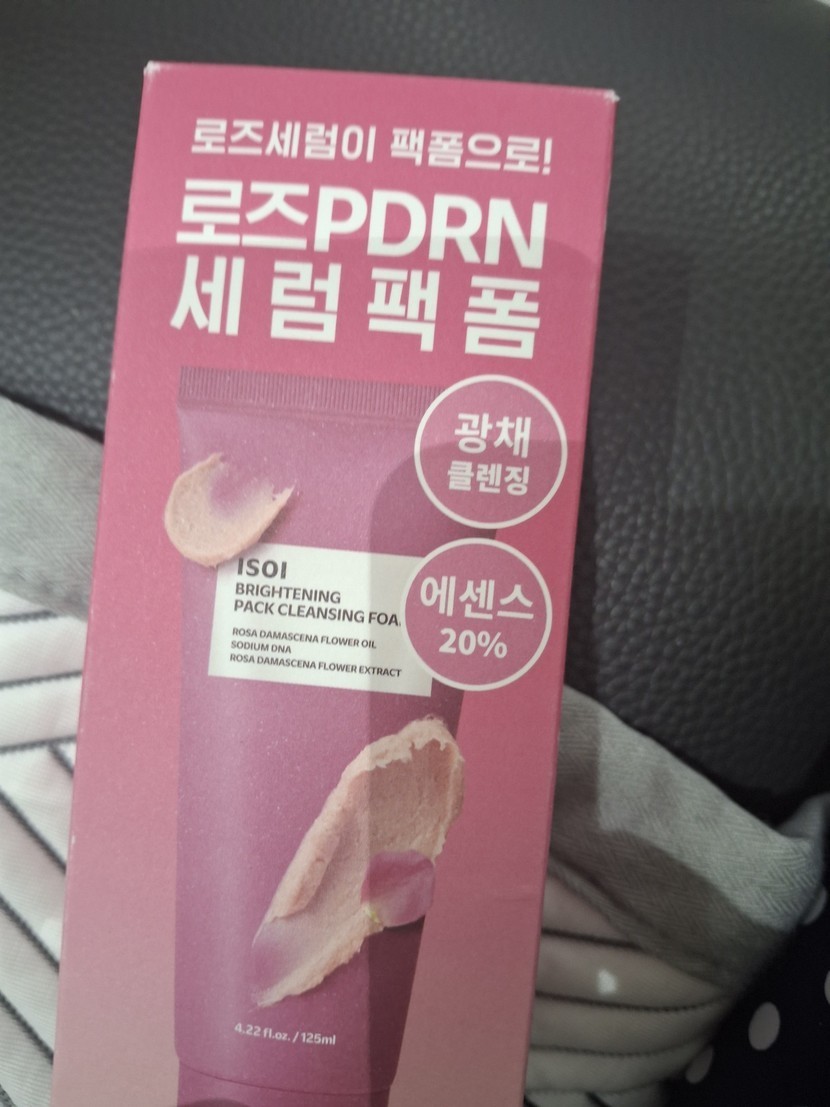 로즈세럼이 팩폼으로!
로즈PDRN
세럼팩폼
광채
클렌징
에센스
20%
ISOI
BRIGHTENING
PACK CLEANSING FOA
ROSA DAMASCENA FLOWER OIL
SODIUM DNA
ROSA DAMASCENA FLOWER EXTRACT
4.22 fl.oz. / 125ml